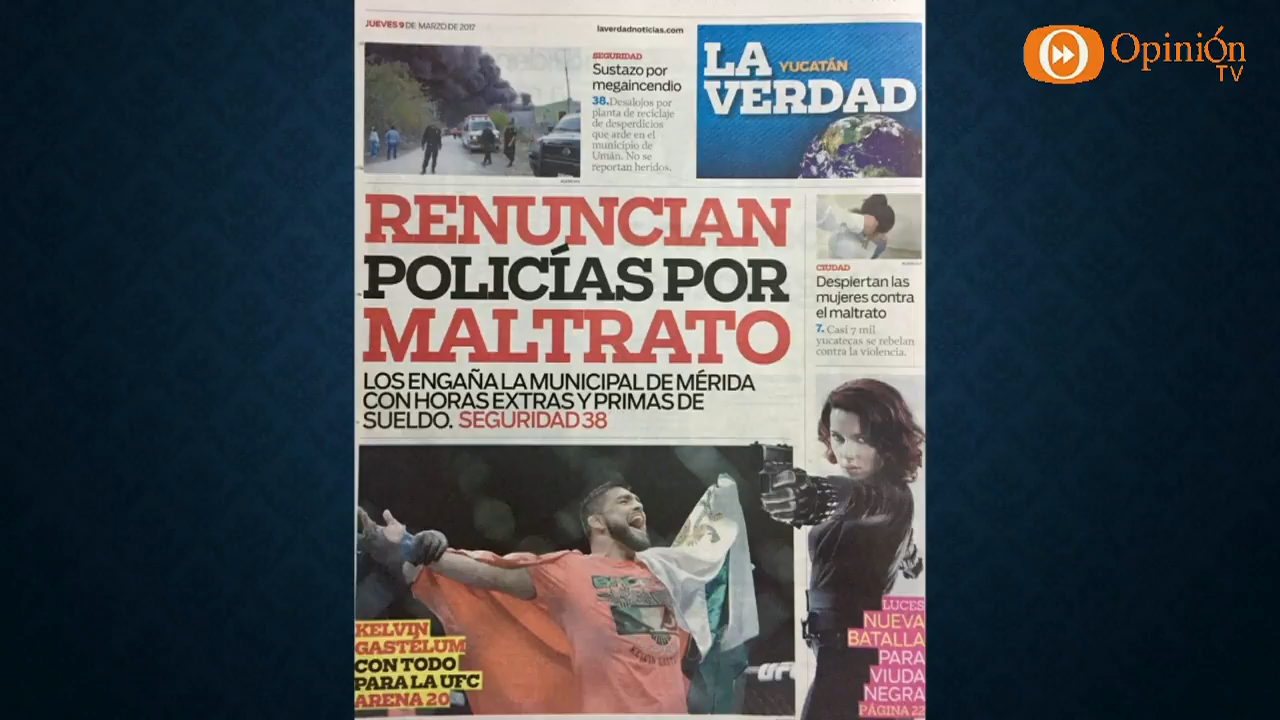 JUEVES 9 DE MARZO DE 2017
laverdadnoticias.com
SEGURIDAD
Sustazo por
megaincendio
38. Desalojos por
planta de reciclaje
de desperdicios
que arde en el
municipio de
Umán. No se
reportan heridos.
LA
YUCATÁN
VERDAD
Opinión
TV
RENUNCIAN
POLICÍAS POR
MALTRATO
LOS ENGAÑA LA MUNICIPAL DE MÉRIDA
CON HORAS EXTRAS Y PRIMAS DE
SUELDO. SEGURIDAD 38
CIUDAD
Despiertan las
mujeres contra
el maltrato
7. Casi 7 mil
yucatecas se rebelan
contra la violencia.
KELVIN
GASTELUM
CON TODO
PARA LA UFC
ARENA 20
UFC
LUCES
NUEVA
BATALLA
PARA
VIUDA
NEGRA
PÁGINA 22